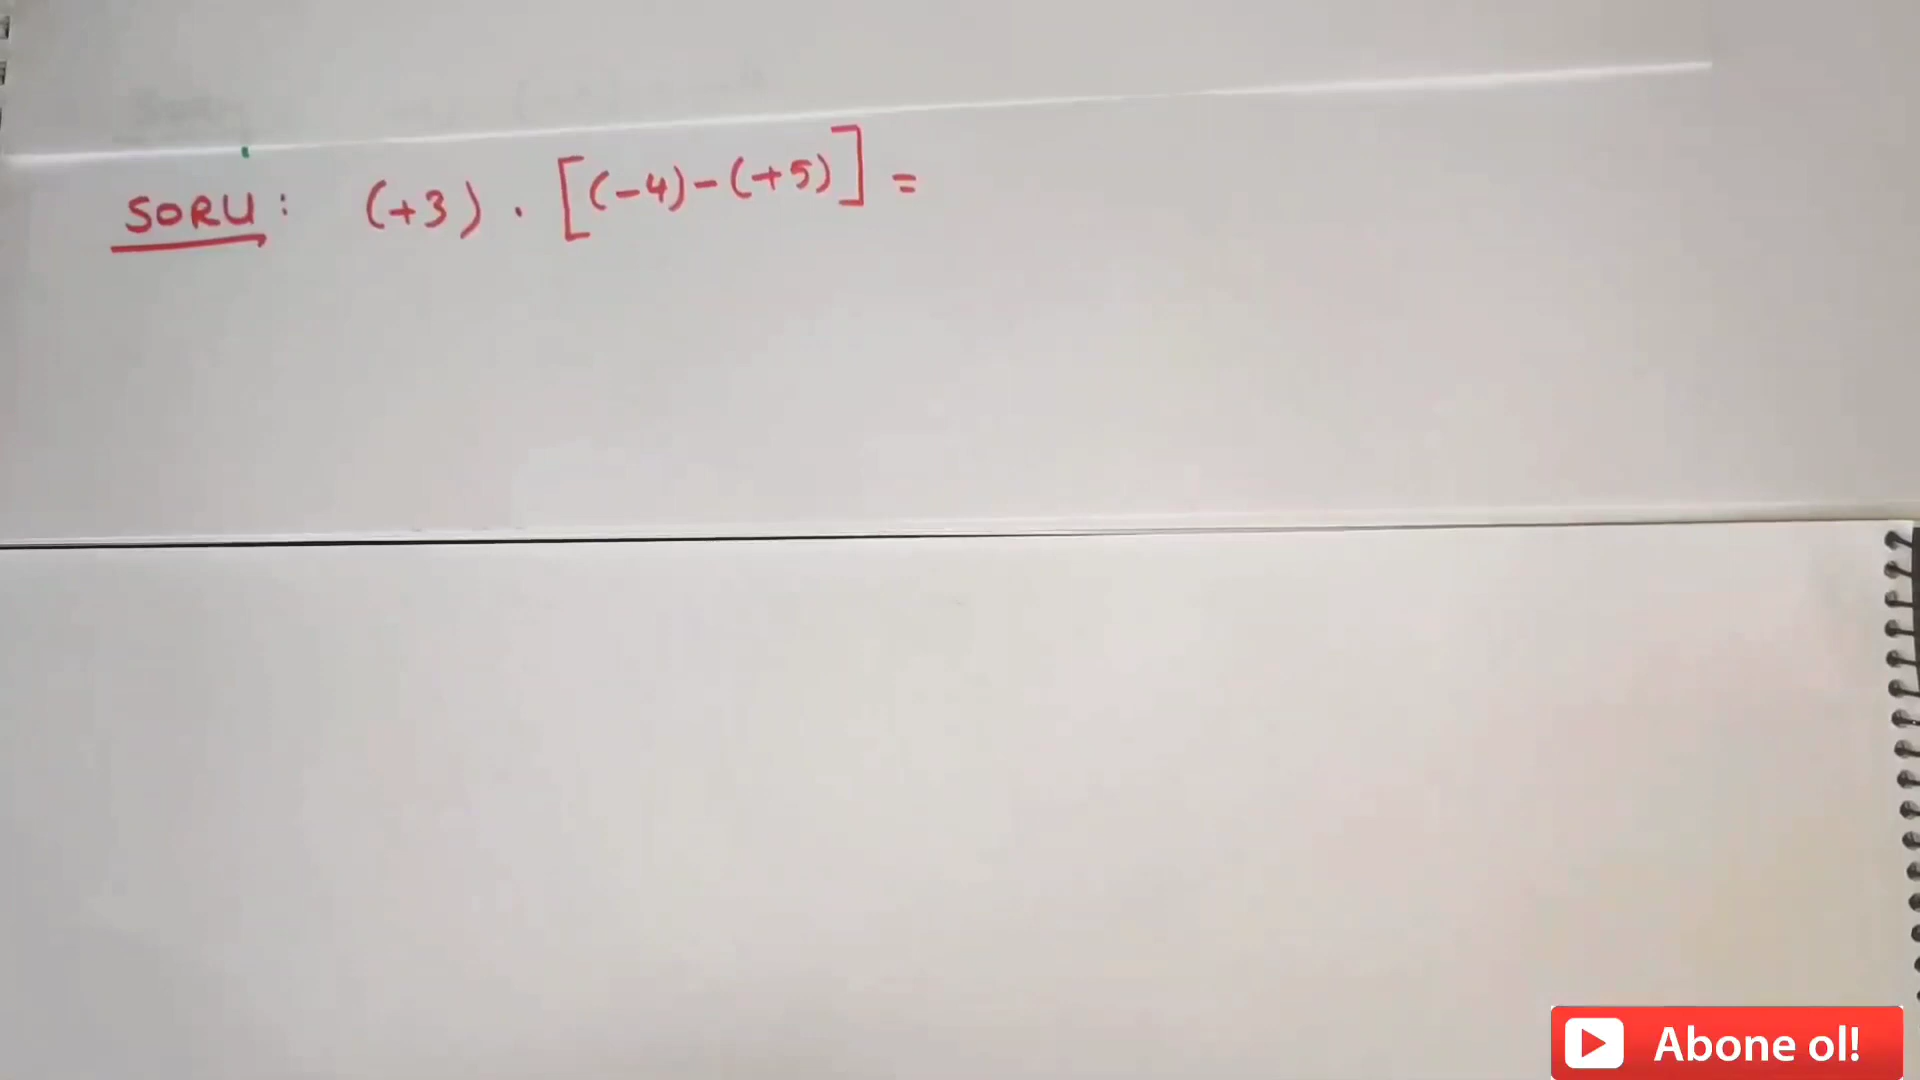 SORU: (+3) . [(-4)-(+5)] =
Abone ol!